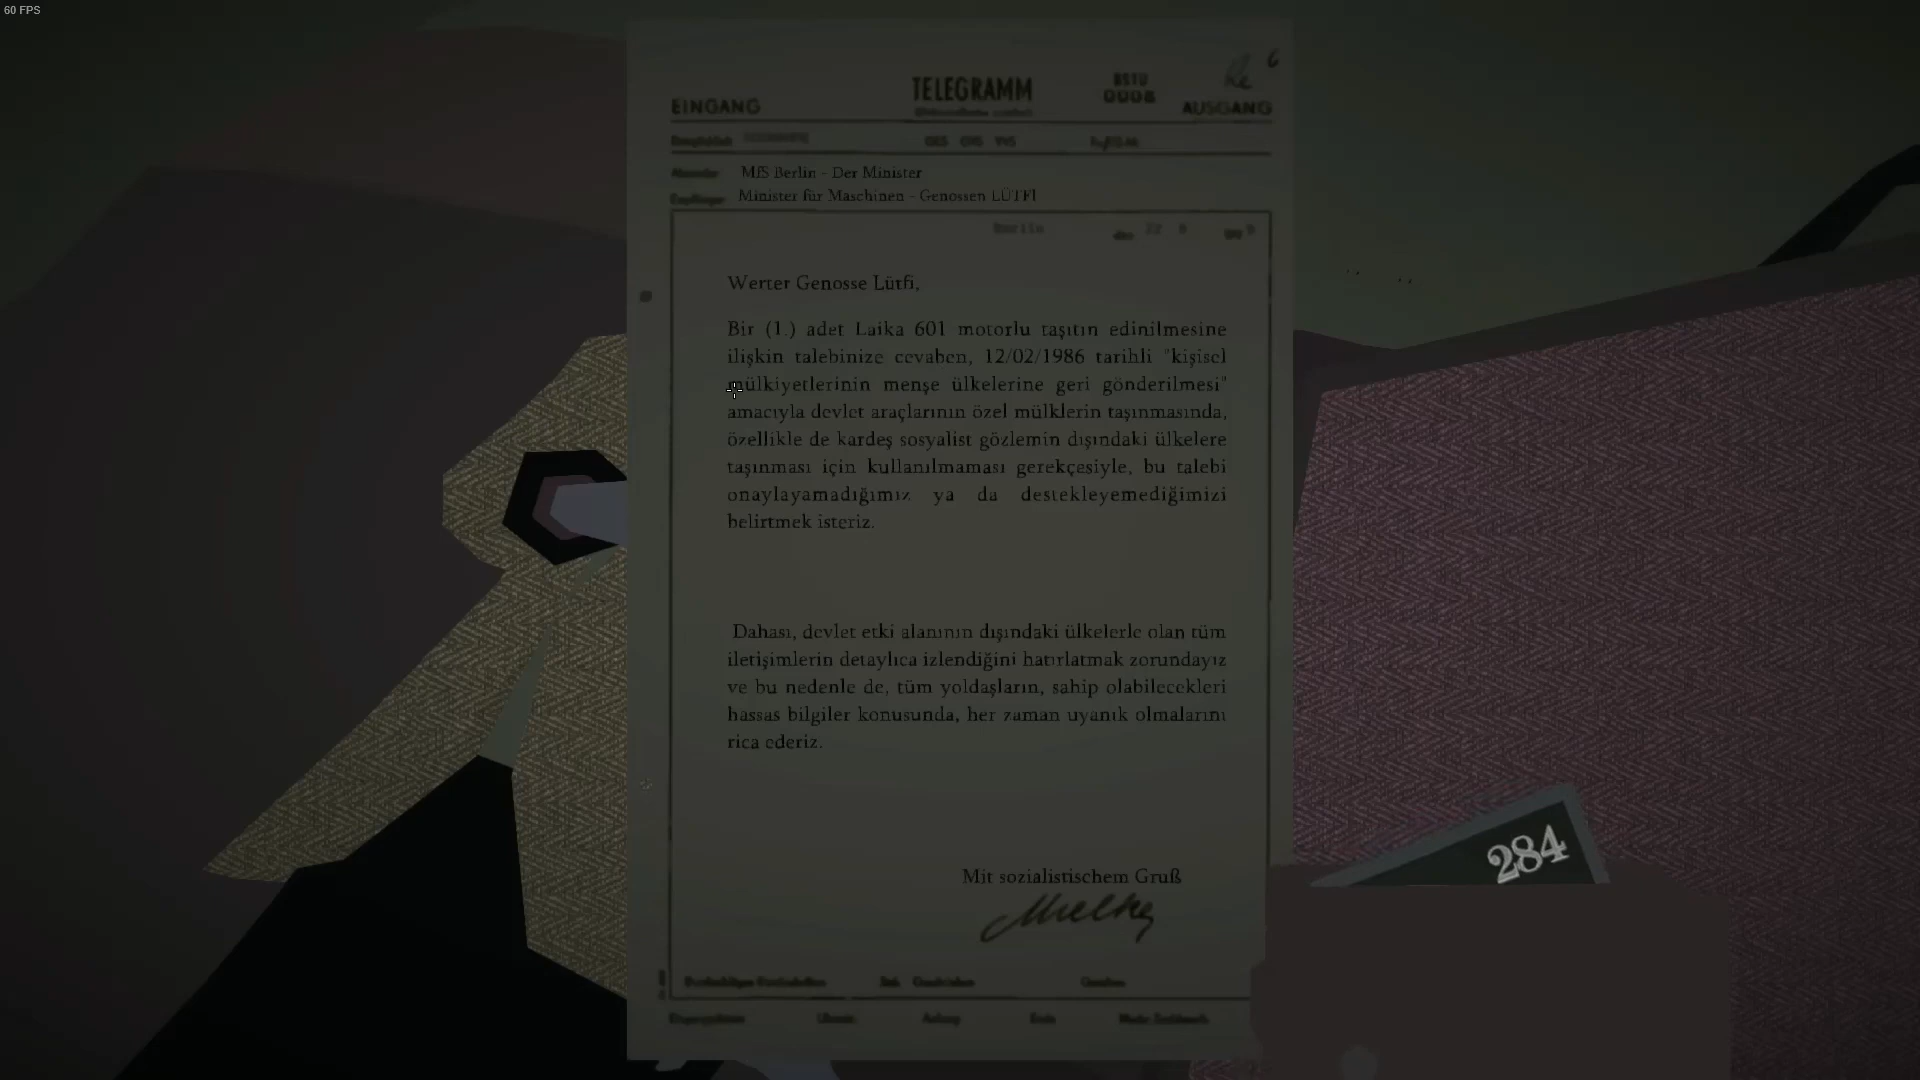 60 FPS
Re 6
TELEGRAMM
BSTU
0008
EINGANG
AUSGANG
MfS Berlin - Der Minister
Minister für Maschinen - Genossen LÜTFI
Berlin
Werter Genosse Lütfi,
Bir (1.) adet Laika 601 motorlu taşıtın edinilmesine
ilişkin talebinize cevaben, 12/02/1986 tarihli "kişisel
mülkiyetlerinin menşe ülkelerine geri gönderilmesi"
amacıyla devlet araçlarının özel mülklerin taşınmasında,
özellikle de kardeş sosyalist gözlemin dışındaki ülkelere
taşınması için kullanılmaması gerekçesiyle, bu talebi
onaylayamadığımız ya da destekleyemediğimizi
belirtmek isteriz.
Dahası, devlet etki alanının dışındaki ülkelerle olan tüm
iletişimlerin detaylıca izlendiğini hatırlatmak zorundayız
ve bu nedenle de, tüm yoldaşların, sahip olabilecekleri
hassas bilgiler konusunda, her zaman uyanık olmalarını
rica ederiz.
Mit sozialistischem Gruß
284